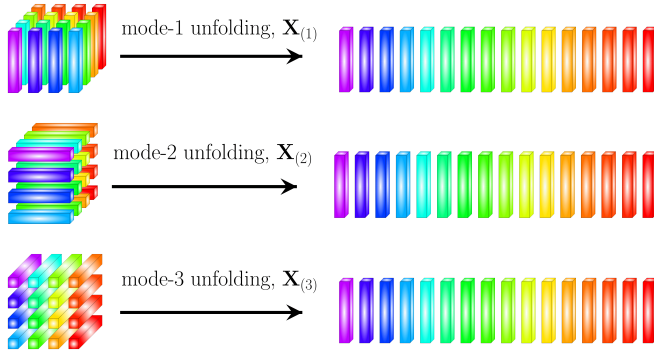 mode-1 unfolding, X(1)
mode-2 unfolding, X(2)
mode-3 unfolding, X(3)